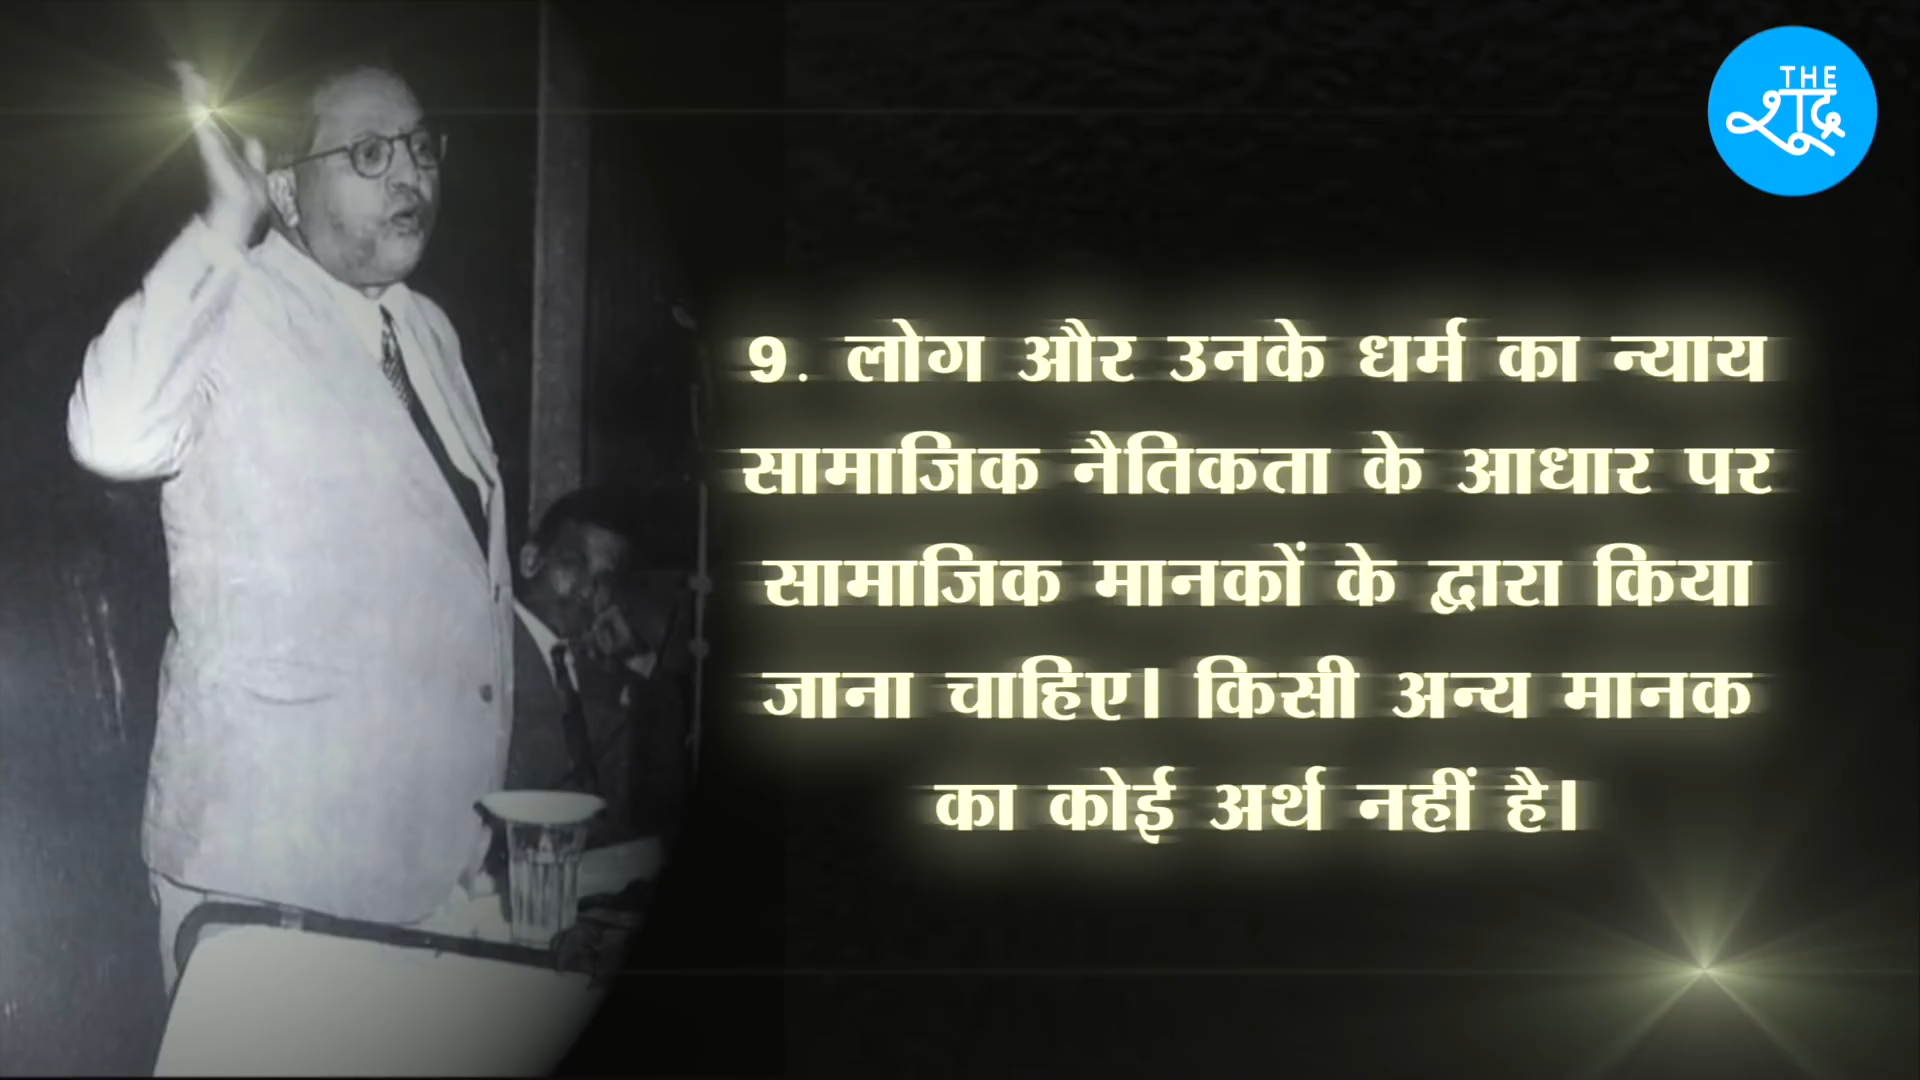 THE
शूद्र
9. लोग और उनके धर्म का न्याय
सामाजिक नैतिकता के आधार पर
सामाजिक मानकों के द्वारा किया
जाना चाहिए। किसी अन्य मानक
का कोई अर्थ नहीं है।